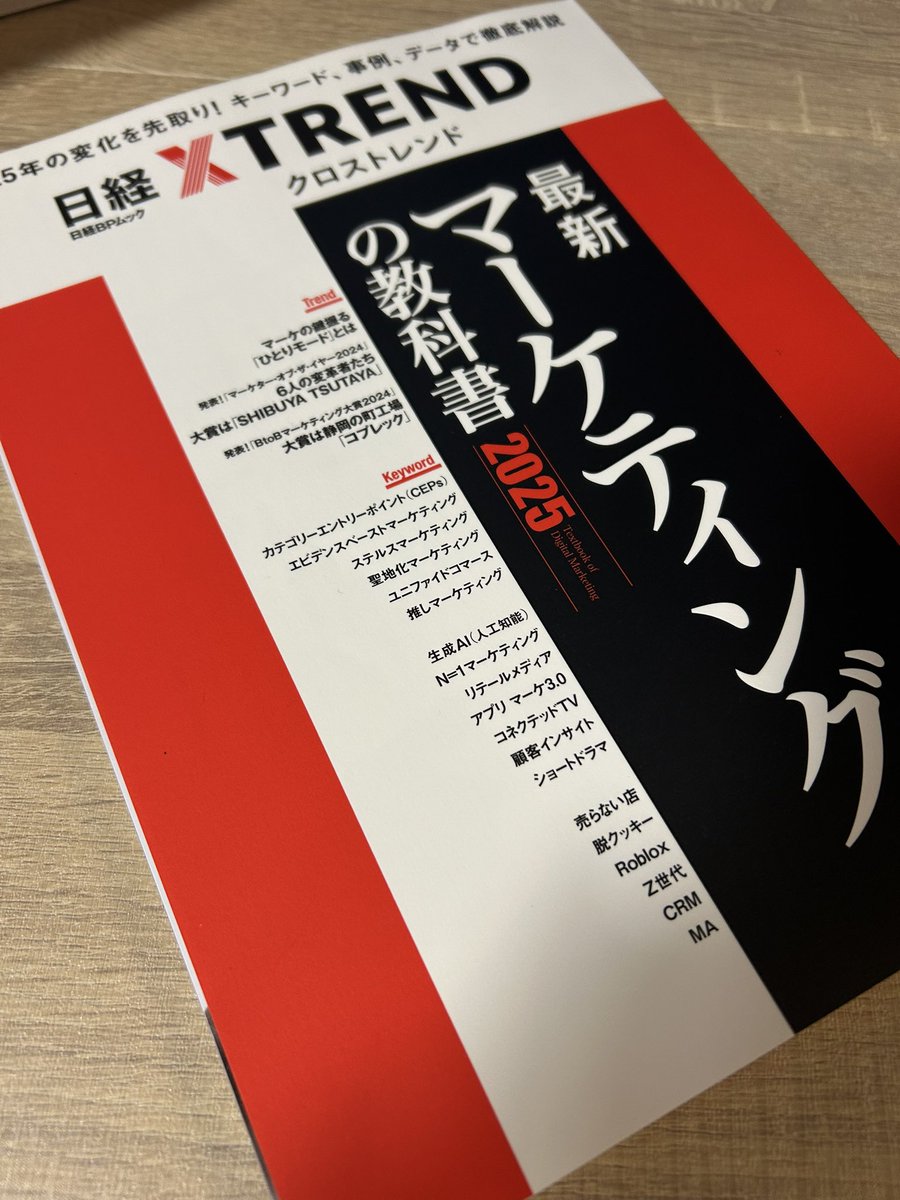 5年の変化を先取り！キーワード、事例、データで徹底解説
日経XTREND
クロストレンド
日経BPムック
最新
マーケティング
の教科書
2025
Textbook of
Digital Marketing
Trend
マーケの鍵握る
「ひとりモード」とは
発表！「マーケター・オブ・ザ・イヤー2024」
6人の変革者たち
大賞は「SHIBUYA TSUTAYA」
発表！「BtoBマーケティング大賞2024」
大賞は静岡の町工場
「コプレック」
Keyword
カテゴリーエントリーポイント（CEPs）
エビデンスベーストマーケティング
ステルスマーケティング
聖地化マーケティング
ユニファイドコマース
推しマーケティング
生成AI（人工知能）
N=1マーケティング
リテールメディア
アプリ マーケ3.0
コネクテッドTV
顧客インサイト
ショートドラマ
売らない店
脱クッキー
Roblox
Z世代
CRM
MA